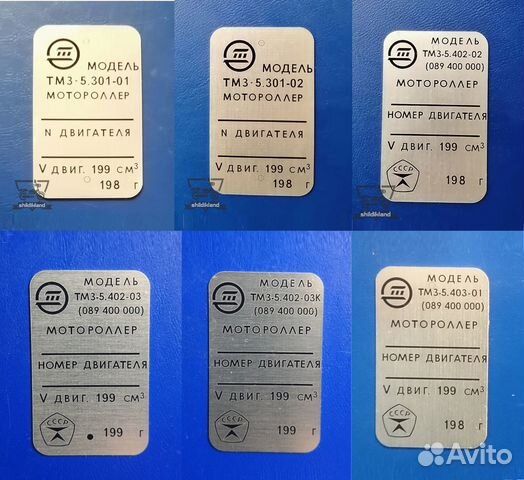 МОДЕЛЬ
ТМЗ-5.301-01
МОТОРОЛЛЕР
N ДВИГАТЕЛЯ
V ДВИГ. 199 см³
198 г
shildikland
МОДЕЛЬ
ТМЗ-5.301-02
МОТОРОЛЛЕР
N ДВИГАТЕЛЯ
V ДВИГ. 199 см³
198 г
shildikland
МОДЕЛЬ
ТМЗ-5.402-02
(089 400 000)
МОТОРОЛЛЕР
НОМЕР ДВИГАТЕЛЯ
V ДВИГ. 199 см³
СССР
198 г
shildikland
МОДЕЛЬ
ТМЗ-5.402-03
(089 400 000)
МОТОРОЛЛЕР
НОМЕР ДВИГАТЕЛЯ
V ДВИГ. 199 см³
СССР
199 г
МОДЕЛЬ
ТМЗ-5.402-03К
(089 400 000)
МОТОРОЛЛЕР
НОМЕР ДВИГАТЕЛЯ
V ДВИГ. 199 см³
СССР
199 г
МОДЕЛЬ
ТМЗ-5.403-01
(089 400 000)
МОТОРОЛЛЕР
НОМЕР ДВИГАТЕЛЯ
V ДВИГ. 199 см³
СССР
198 г
Avito